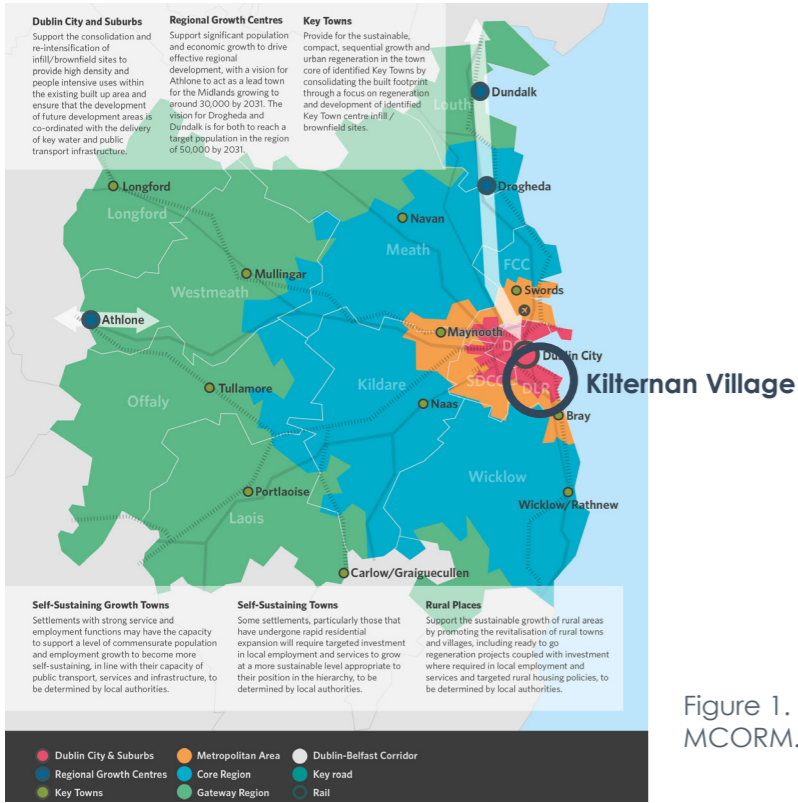 Dublin City and Suburbs
Support the consolidation and
re-intensification of
infill/brownfield sites to
provide high density and
people intensive uses within
the existing built up area and
ensure that the development
of future development areas is
co-ordinated with the delivery
of key water and public
transport infrastructure.
Regional Growth Centres
Support significant population
and economic growth to drive
effective regional
development, with a vision for
Athlone to act as a lead town
for the Midlands growing to
around 30,000 by 2031. The
vision for Drogheda and
Dundalk is for both to reach a
target population in the region
of 50,000 by 2031.
Key Towns
Provide for the sustainable,
compact, sequential growth and
urban regeneration in the town
core of identified Key Towns by
consolidating the built footprint
through a focus on regeneration
and development of identified
Key Town centre infill /
brownfield sites.
Louth
Dundalk
Longford
Drogheda
Longford
Navan
Meath
FCC
Mullingar
Westmeath
Swords
Athlone
Maynooth
Dublin City
SDCC
DLR
Kilternan Village
Tullamore
Kildare
Offaly
Naas
Bray
Wicklow
Portlaoise
Wicklow/Rathnew
Laois
Carlow/Graiguecullen
Self-Sustaining Growth Towns
Settlements with strong service and
employment functions may have the capacity
to support a level of commensurate population
and employment growth to become more
self-sustaining, in line with their capacity of
public transport, services and infrastructure, to
be determined by local authorities.
Self-Sustaining Towns
Some settlements, particularly those that
have undergone rapid residential
expansion will require targeted investment
in local employment and services to grow
at a more sustainable level appropriate to
their position in the hierarchy, to be
determined by local authorities.
Rural Places
Support the sustainable growth of rural areas
by promoting the revitalisation of rural towns
and villages, including ready to go
regeneration projects coupled with investment
where required in local employment and
services and targeted rural housing policies, to
be determined by local authorities.
Figure 1.
MCORM.
Dublin City & Suburbs
Metropolitan Area
Dublin-Belfast Corridor
Regional Growth Centres
Core Region
Key road
Key Towns
Gateway Region
Rail